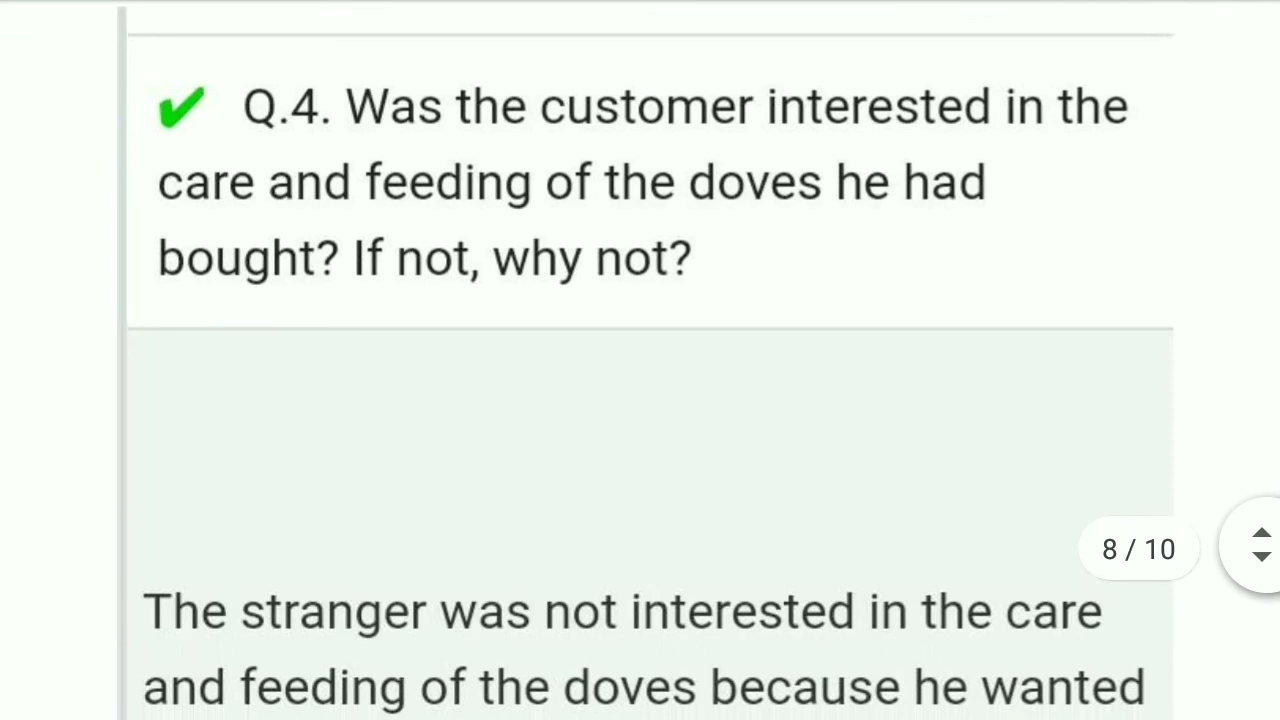 ✔ Q.4. Was the customer interested in the
care and feeding of the doves he had
bought? If not, why not?
8 / 10
The stranger was not interested in the care
and feeding of the doves because he wanted